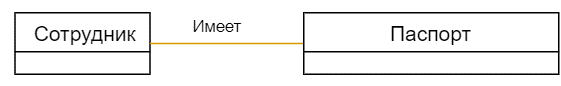 Имеет
Сотрудник
Паспорт